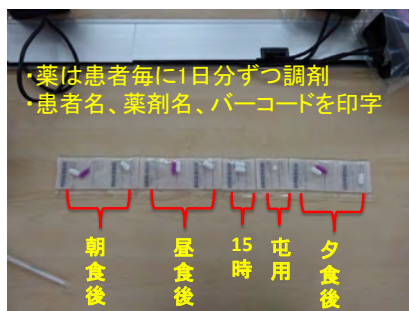 ・薬は患者毎に1日分ずつ調剤
・患者名、薬剤名、バーコードを印字
朝食後
昼食後
15時
屯用
夕食後